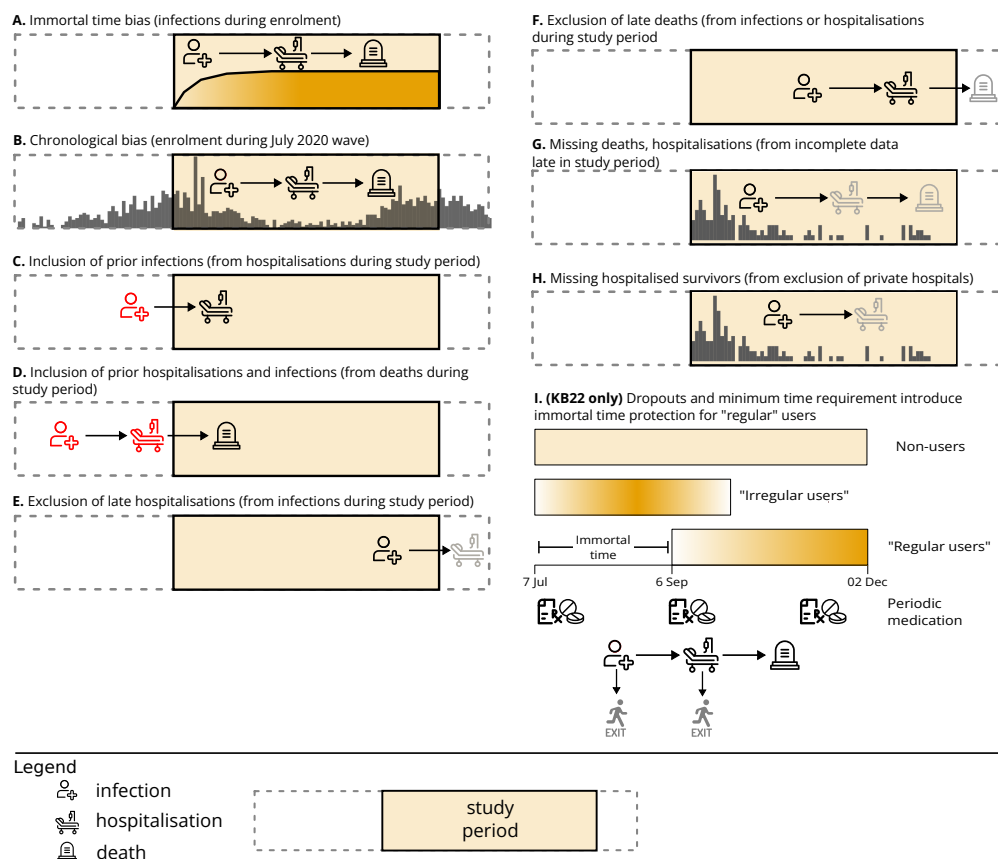 A. Immortal time bias (infections during enrolment)
B. Chronological bias (enrolment during July 2020 wave)
C. Inclusion of prior infections (from hospitalisations during study period)
D. Inclusion of prior hospitalisations and infections (from deaths during
study period)
E. Exclusion of late hospitalisations (from infections during study period)
F. Exclusion of late deaths (from infections or hospitalisations
during study period
G. Missing deaths, hospitalisations (from incomplete data
late in study period)
H. Missing hospitalised survivors (from exclusion of private hospitals)
I. (KB22 only) Dropouts and minimum time requirement introduce
immortal time protection for "regular" users
Non-users
"Irregular users"
Immortal
time
"Regular users"
7 Jul
6 Sep
02 Dec
Periodic
medication
EXIT
EXIT
Legend
infection
hospitalisation
death
study
period